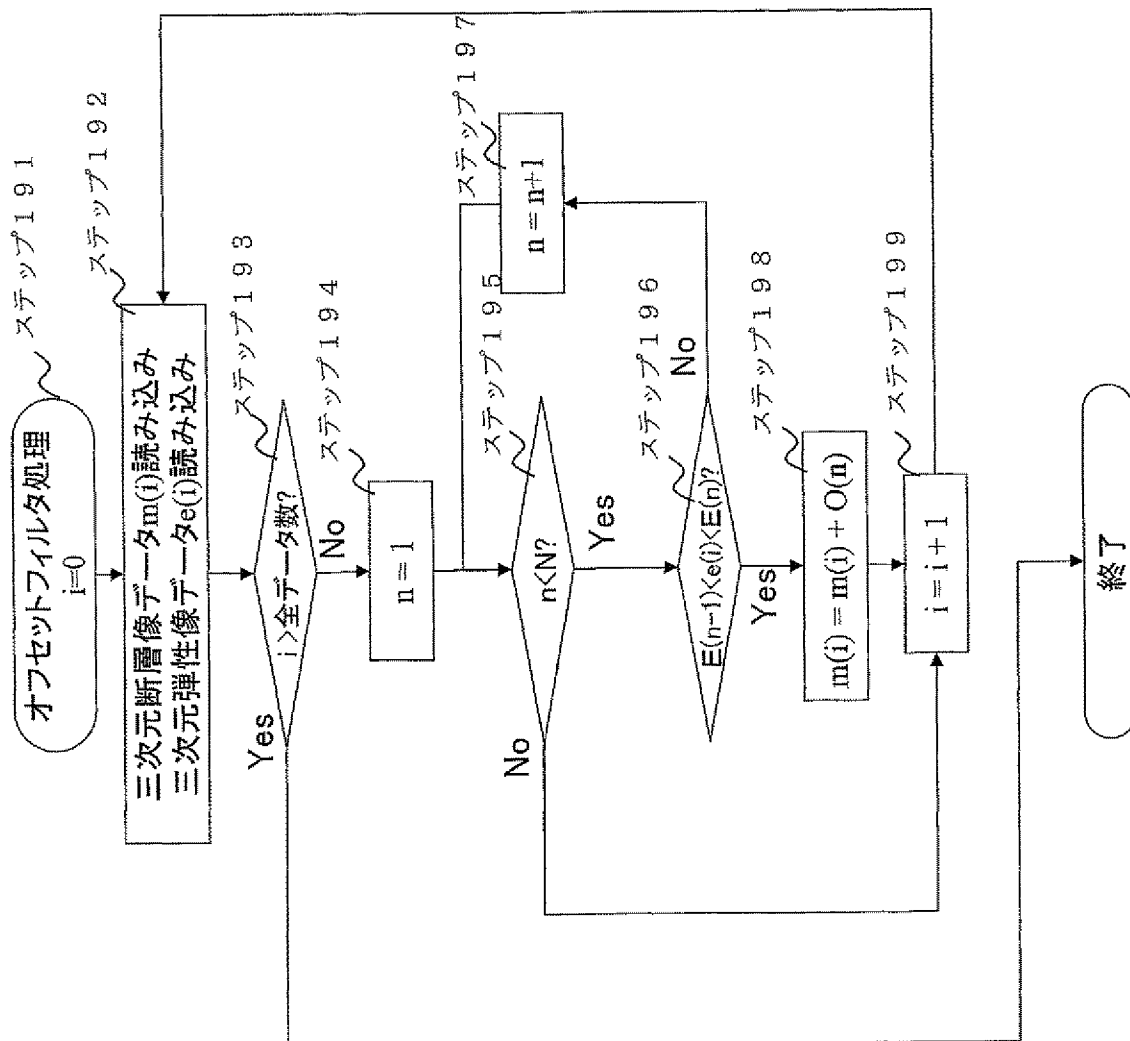 オフセットフィルタ処理
i=0
ステップ191
三次元断層像データm(i)読み込み
三次元弾性像データe(i)読み込み
ステップ192
i>全データ数?
ステップ193
Yes
No
n = 1
ステップ194
n<N?
ステップ195
No
Yes
E(n-1)<e(i)<E(n)?
ステップ196
No
n = n+1
ステップ197
Yes
m(i) = m(i) + O(n)
ステップ198
i = i + 1
ステップ199
終了